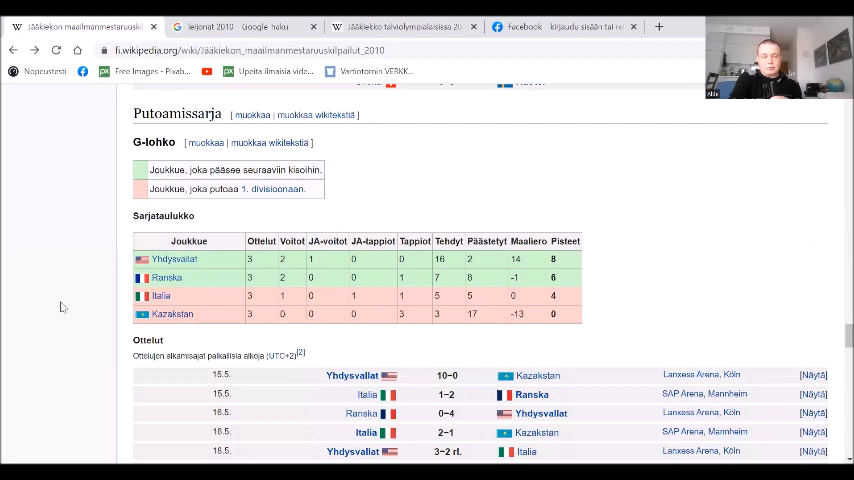 Jääkiekon maailmanmestaruuskil
leijonat 2010 - Google haku
Jääkiekko talviolympialaisissa 20
Facebook – kirjaudu sisään tai rel
fi.wikipedia.org/wiki/Jääkiekon_maailmanmestaruuskilpailut_2010
Nopeustesti
Free Images - Pixab...
Upeita ilmaisia video...
Vartiotornin VERKK...
Ahti
Putoamissarja [ muokkaa | muokkaa wikitekstiä ]
G-lohko [ muokkaa | muokkaa wikitekstiä ]
Joukkue, joka pääsee seuraaviin kisoihin.
Joukkue, joka putoaa 1. divisioonaan.
Sarjataulukko
Joukkue Ottelut Voitot JA-voitot JA-tappiot Tappiot Tehdyt Päästetyt Maaliero Pisteet
Yhdysvallat 3 2 1 0 0 16 2 14 8
Ranska 3 2 0 0 1 7 8 -1 6
Italia 3 1 0 1 1 5 5 0 4
Kazakstan 3 0 0 0 3 3 17 -13 0
Ottelut
Ottelujen alkamisajat paikallisia aikoja (UTC+2)[2]
15.5. Yhdysvallat 10–0 Kazakstan Lanxess Arena, Köln [Näytä]
15.5. Italia 1–2 Ranska SAP Arena, Mannheim [Näytä]
16.5. Ranska 0–4 Yhdysvallat Lanxess Arena, Köln [Näytä]
16.5. Italia 2–1 Kazakstan SAP Arena, Mannheim [Näytä]
18.5. Yhdysvallat 3–2 rl. Italia Lanxess Arena, Köln [Näytä]